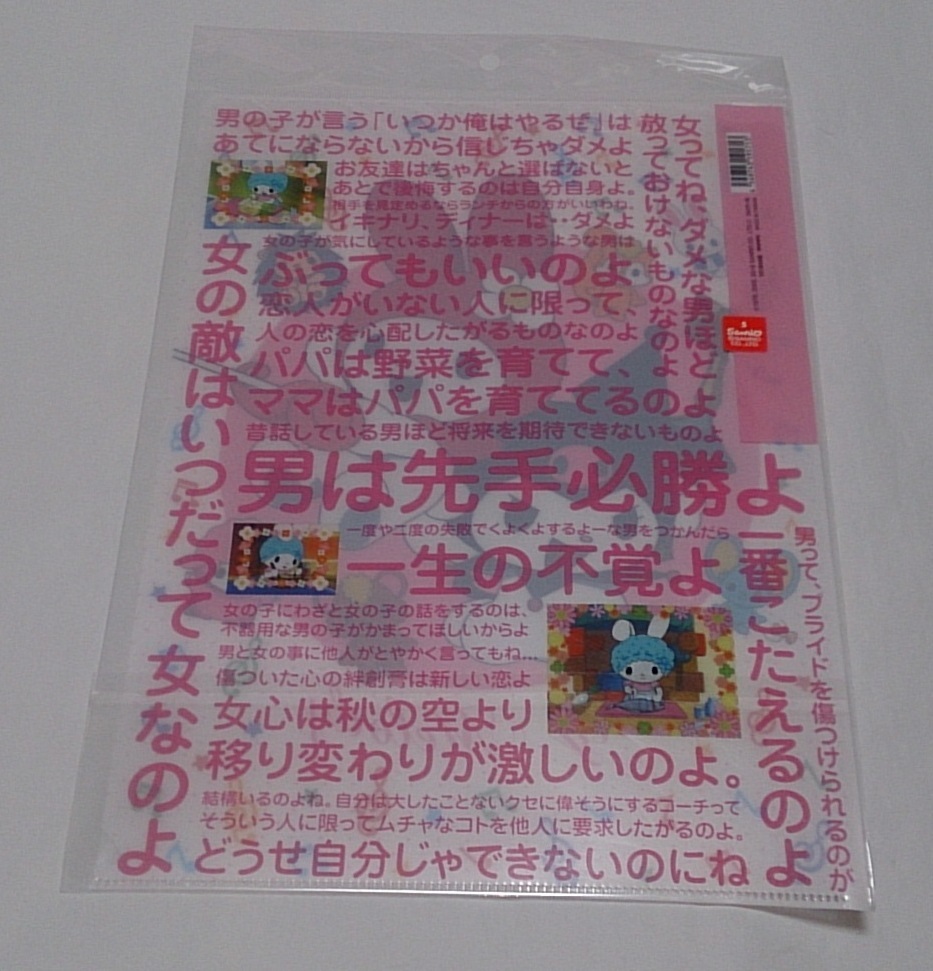 男の子が言う「いつか俺はやるぜ」は
あてにならないから信じちゃダメよ
お友達はちゃんと選ばないと
あとで後悔するのは自分自身よ。
相手を見定めるならランチからの方がいいわね。
イキナリ、ディナーは‥ダメよ
女の子が気にしているような事を言うような男は
ぶってもいいのよ
恋人がいない人に限って、
人の恋を心配したがるものなのよ
パパは野菜を育てて、
ママはパパを育ててるのよ
昔話している男ほど将来を期待できないものよ
男は先手必勝よ
一度や二度の失敗でくよくよするよーな男をつかんだら
一生の不覚よ
女の子にわざと女の子の話をするのは、
不器用な男の子がかまってほしいからよ
男と女の事に他人がとやかく言ってもね…
傷ついた心の絆創膏は新しい恋よ
女心は秋の空より
移り変わりが激しいのよ。
結構いるのよね。自分は大したことないクセに偉そうにするコーチって
そういう人に限ってムチャなコトを他人に要求したがるのよ。
どうせ自分じゃできないのにね
女ってね、ダメな男ほど
放っておけないものなのよ
女の敵はいつだって女なのよ
男って、プライドを傷つけられるのが
一番こたえるのよ
Sanrio